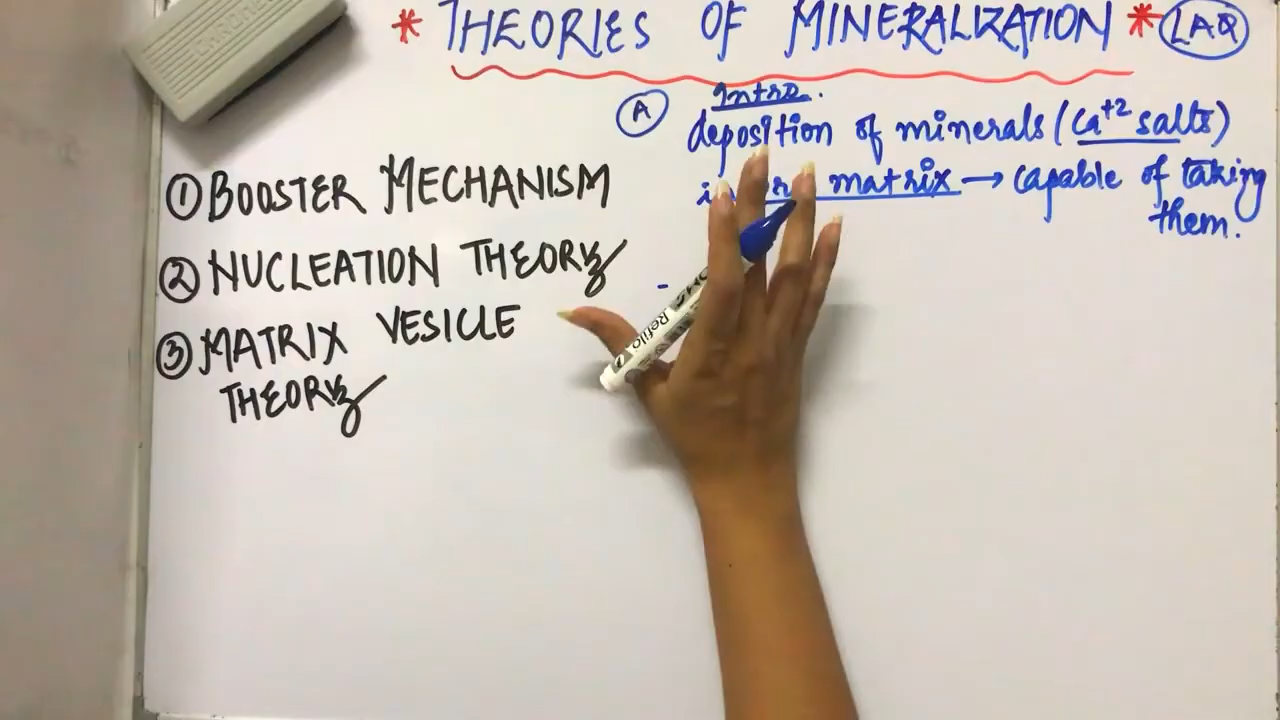 * THEORIES OF MINERALIZATION * LAQ
A Intro.
deposition of minerals (Ca+2 salts)
matrix → capable of taking
them.
① BOOSTER MECHANISM
② NUCLEATION THEORY
③ MATRIX VESICLE
THEORY
Refilo